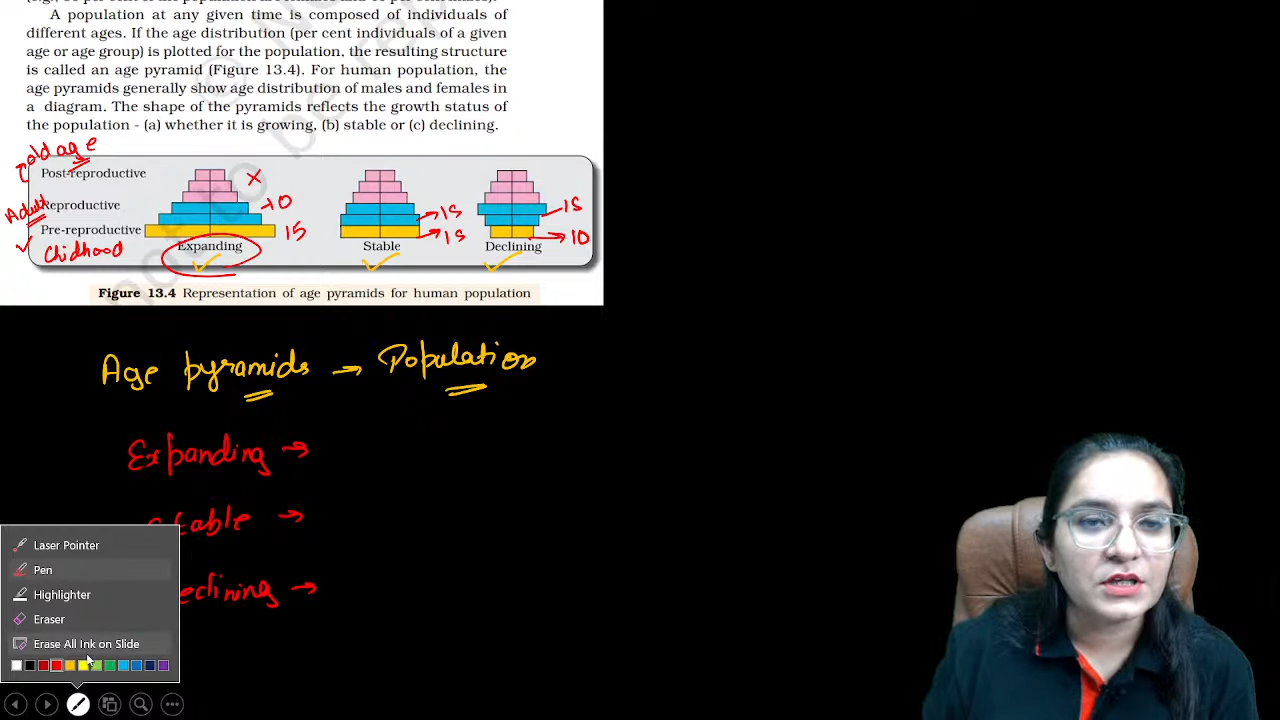 A population at any given time is composed of individuals of
different ages. If the age distribution (per cent individuals of a given
age or age group) is plotted for the population, the resulting structure
is called an age pyramid (Figure 13.4). For human population, the
age pyramids generally show age distribution of males and females in
a diagram. The shape of the pyramids reflects the growth status of
the population - (a) whether it is growing, (b) stable or (c) declining.
old age
Post-reproductive
X
Adult
Reproductive
10
15
15
Pre-reproductive
15
15
10
Chidhood
Expanding
Stable
Declining
Figure 13.4 Representation of age pyramids for human population
Age pyramids → Population
Expanding →
table →
eclining →
Laser Pointer
Pen
Highlighter
Eraser
Erase All Ink on Slide